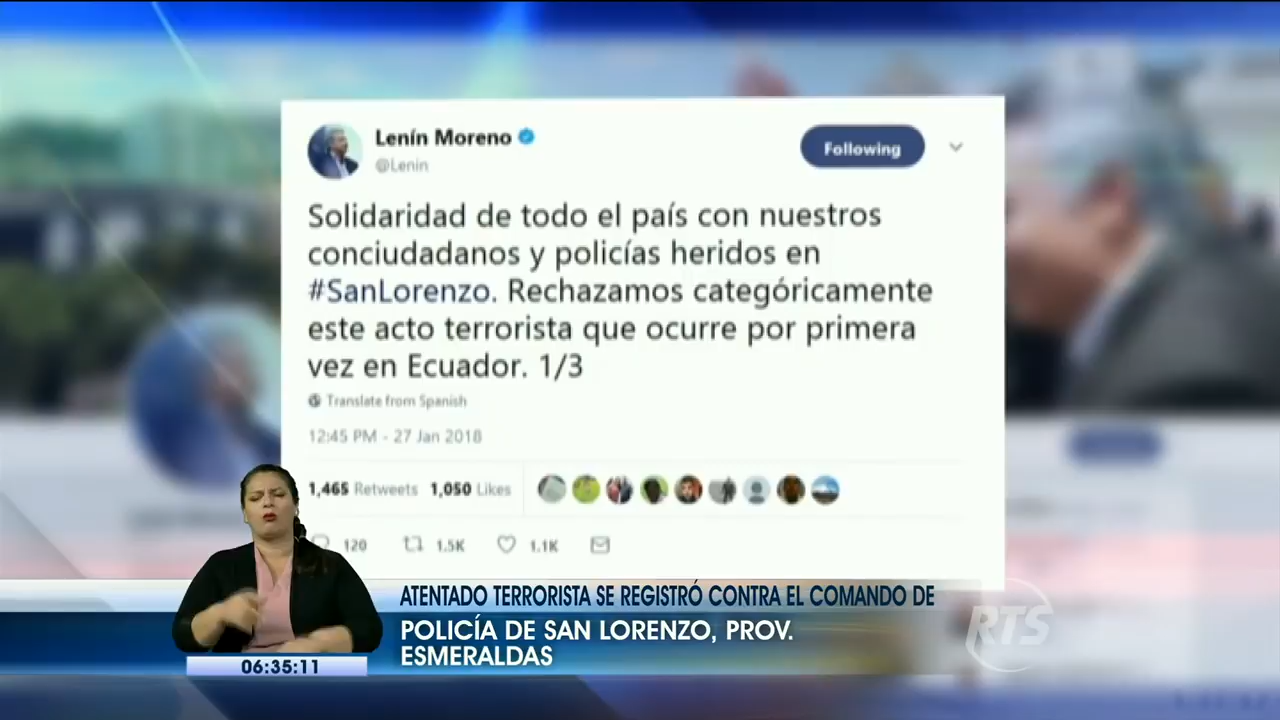 Lenín Moreno
@Lenin
Following
Solidaridad de todo el país con nuestros
conciudadanos y policías heridos en
#SanLorenzo. Rechazamos categóricamente
este acto terrorista que ocurre por primera
vez en Ecuador. 1/3
Translate from Spanish
12:45 PM - 27 Jan 2018
1,465 Retweets 1,050 Likes
120 1.5K 1.1K
ATENTADO TERRORISTA SE REGISTRÓ CONTRA EL COMANDO DE
POLICÍA DE SAN LORENZO, PROV.
ESMERALDAS
RTS
06:35:11